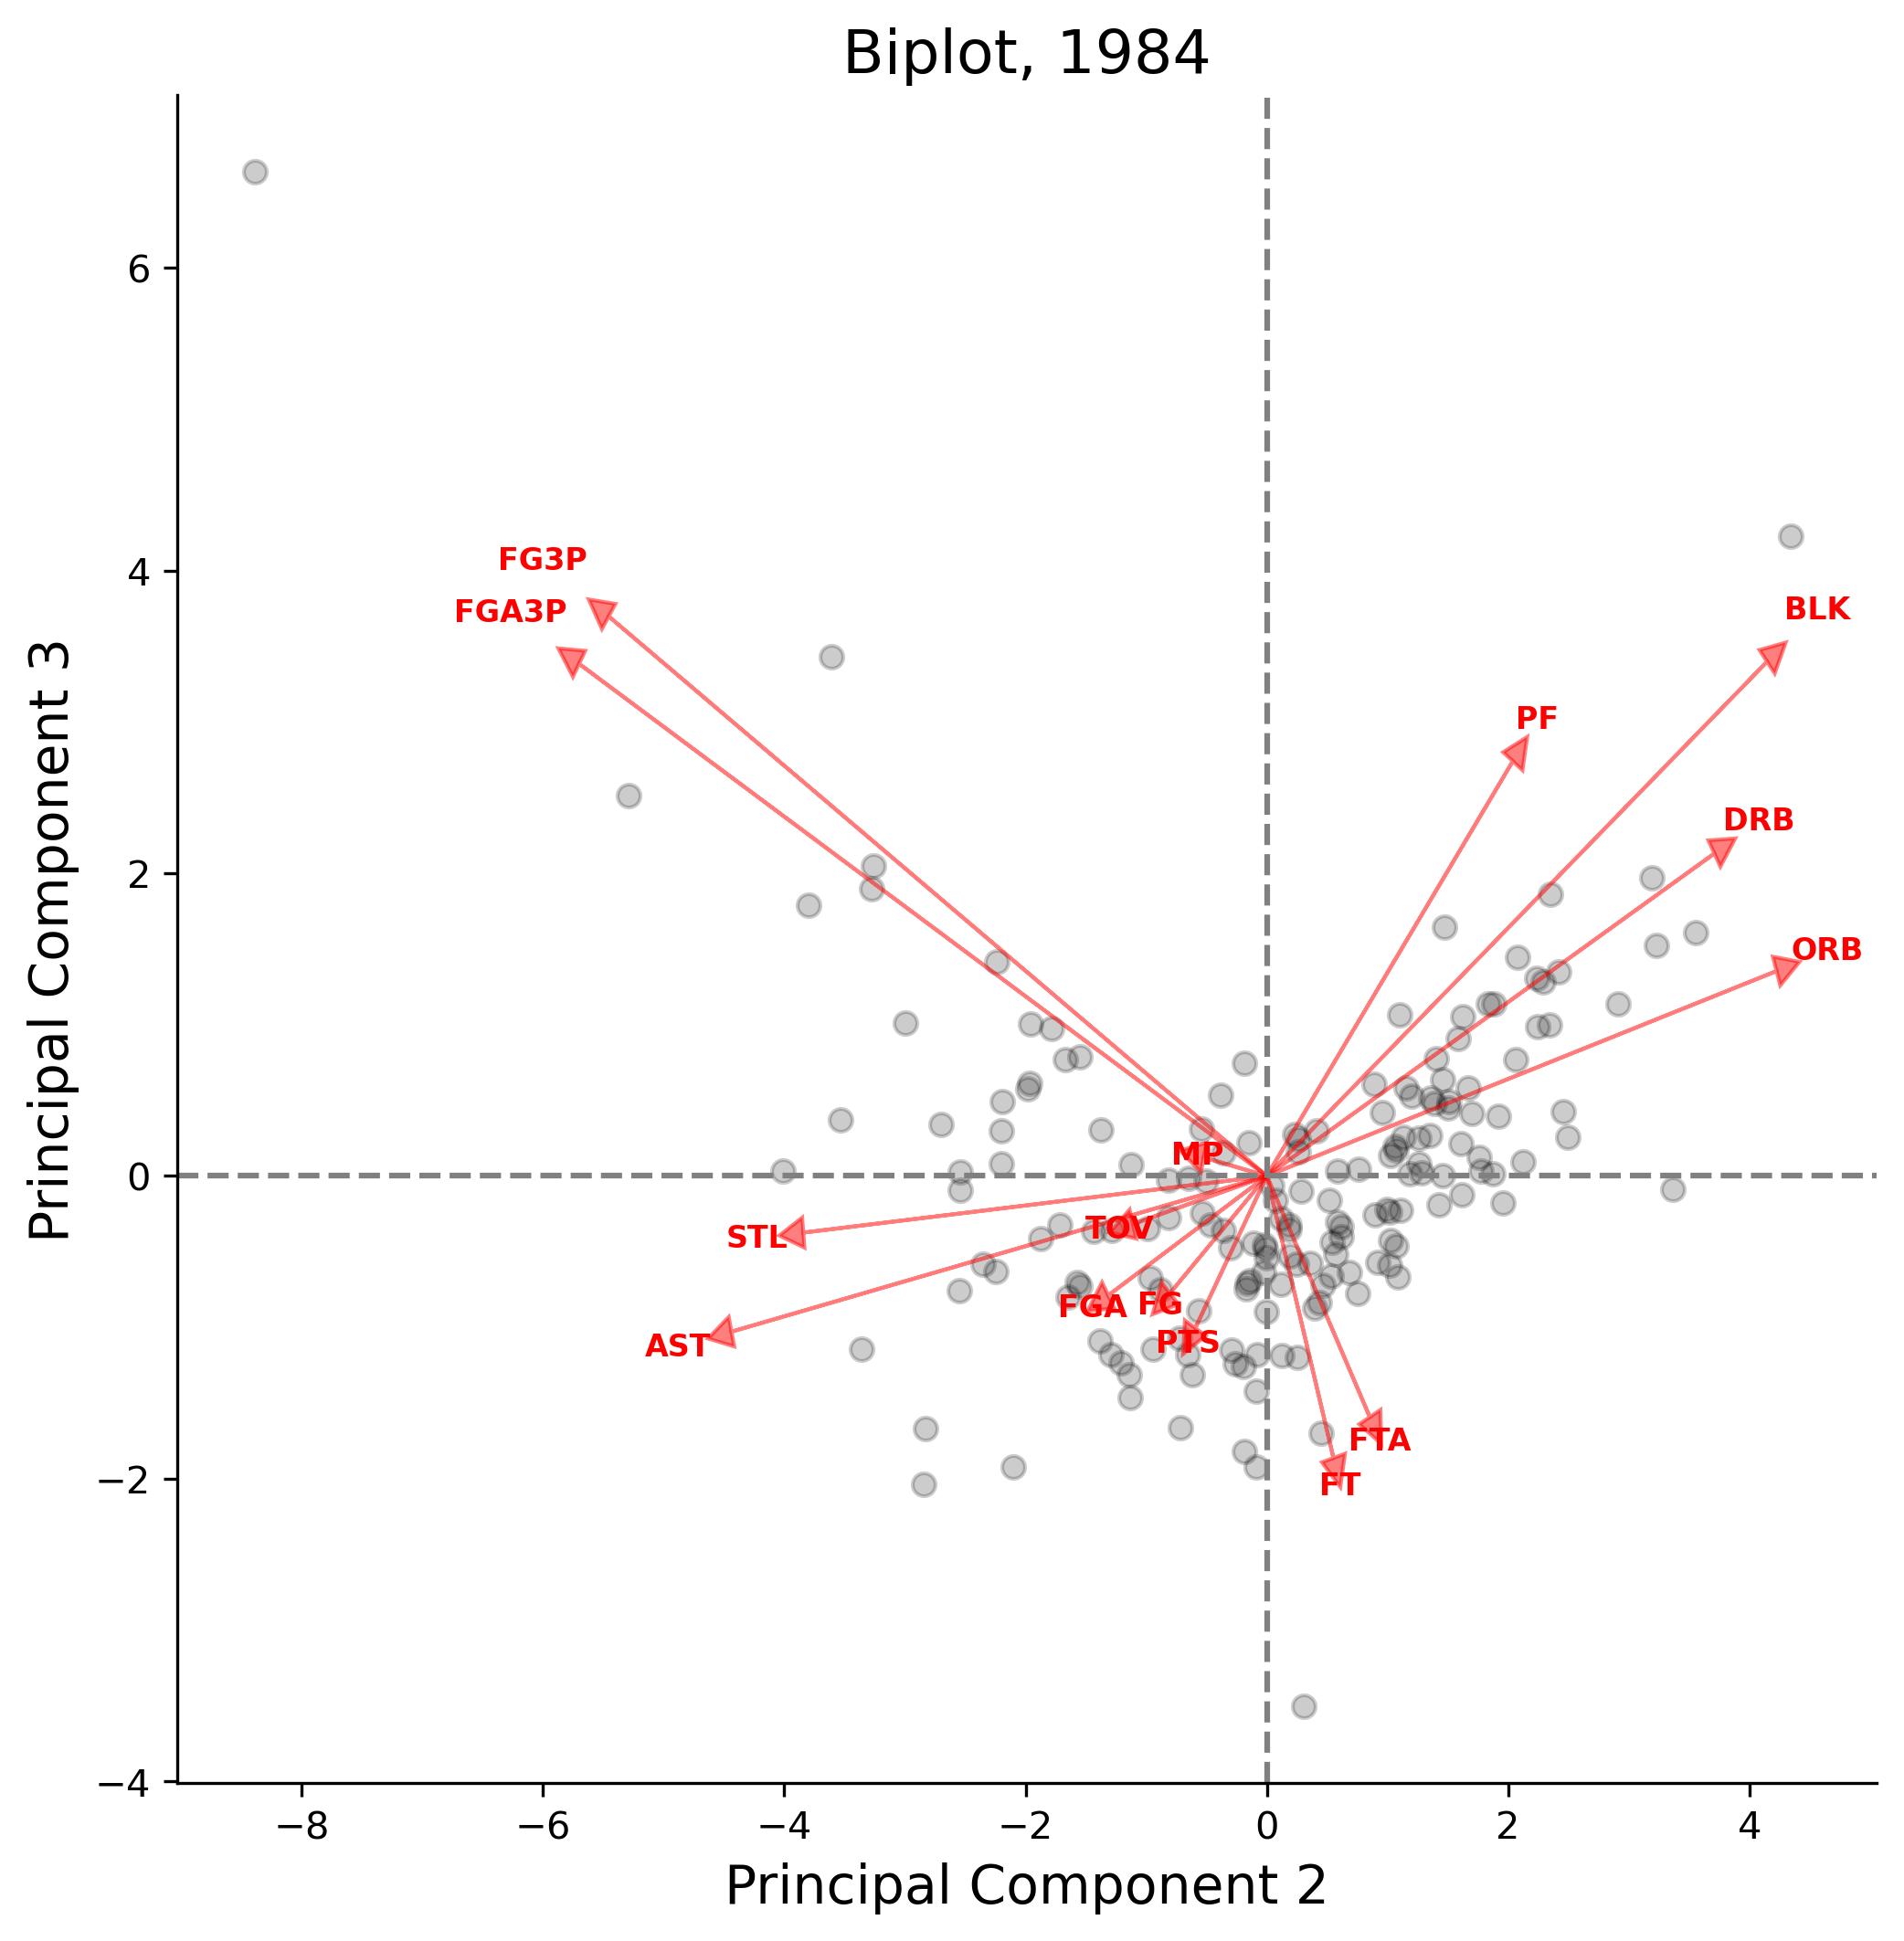 Biplot, 1984
6
FG3P
4
FGA3P
BLK
PF
DRB
2
ORB
MP
0
TOV
STL
FGA
FG
AST
PTS
FTA
−2
FT
−4
−8
−6
−4
−2
0
2
4
Principal Component 2
Principal Component 3